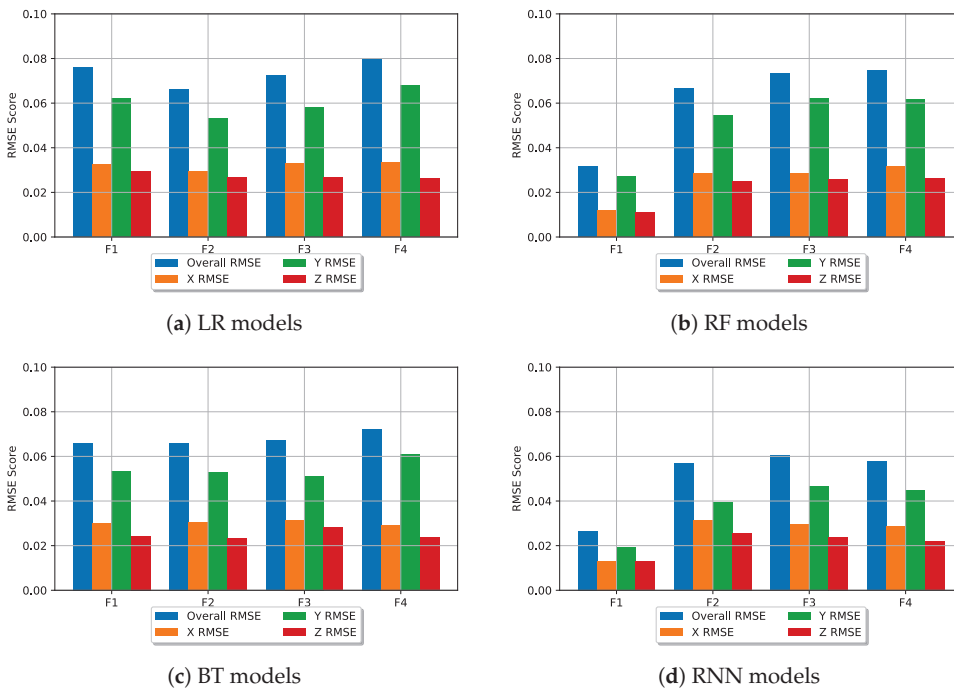 0.10
0.08
0.06
0.04
0.02
0.00
RMSE Score
F1 F2 F3 F4
Overall RMSE Y RMSE
X RMSE Z RMSE
(a) LR models
0.10
0.08
0.06
0.04
0.02
0.00
RMSE Score
F1 F2 F3 F4
Overall RMSE Y RMSE
X RMSE Z RMSE
(b) RF models
0.10
0.08
0.06
0.04
0.02
0.00
RMSE Score
F1 F2 F3 F4
Overall RMSE Y RMSE
X RMSE Z RMSE
(c) BT models
0.10
0.08
0.06
0.04
0.02
0.00
RMSE Score
F1 F2 F3 F4
Overall RMSE Y RMSE
X RMSE Z RMSE
(d) RNN models